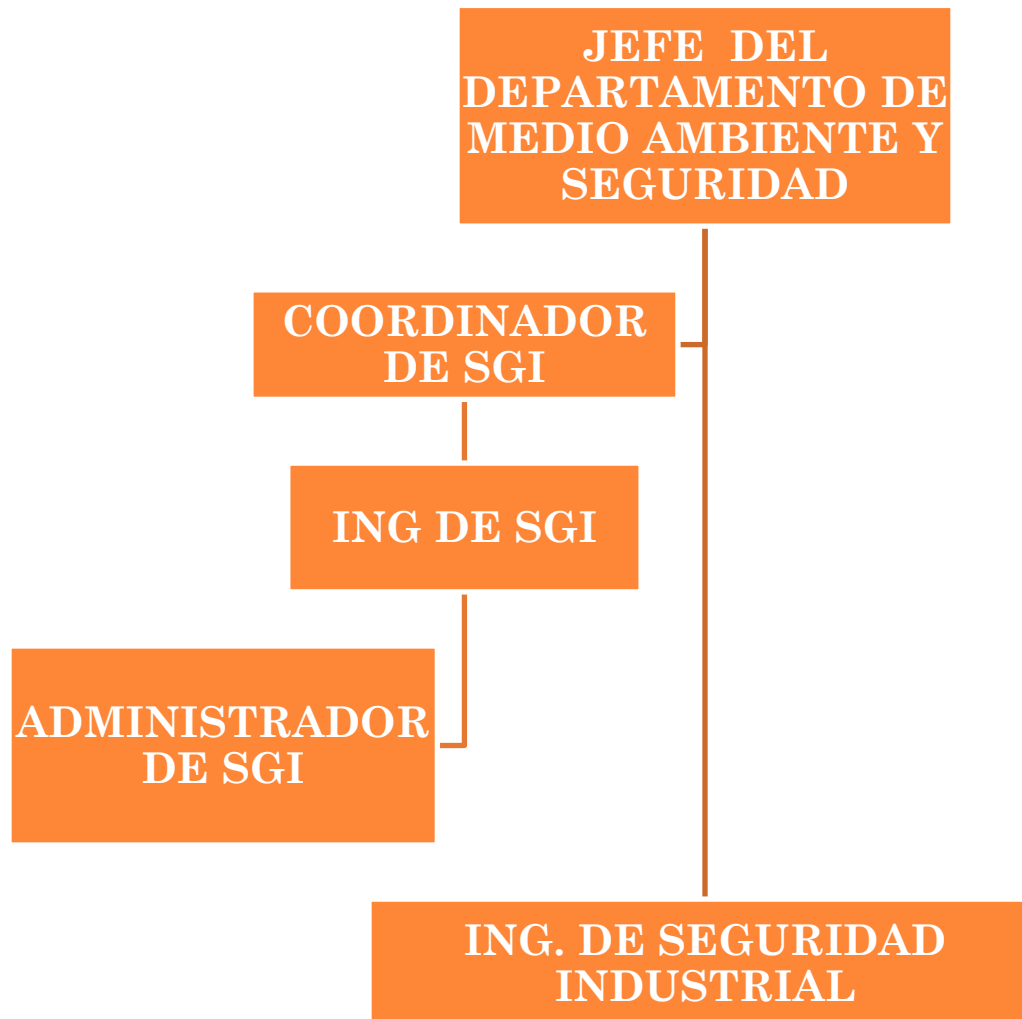 JEFE DEL
DEPARTAMENTO DE
MEDIO AMBIENTE Y
SEGURIDAD
COORDINADOR
DE SGI
ING DE SGI
ADMINISTRADOR
DE SGI
ING. DE SEGURIDAD
INDUSTRIAL